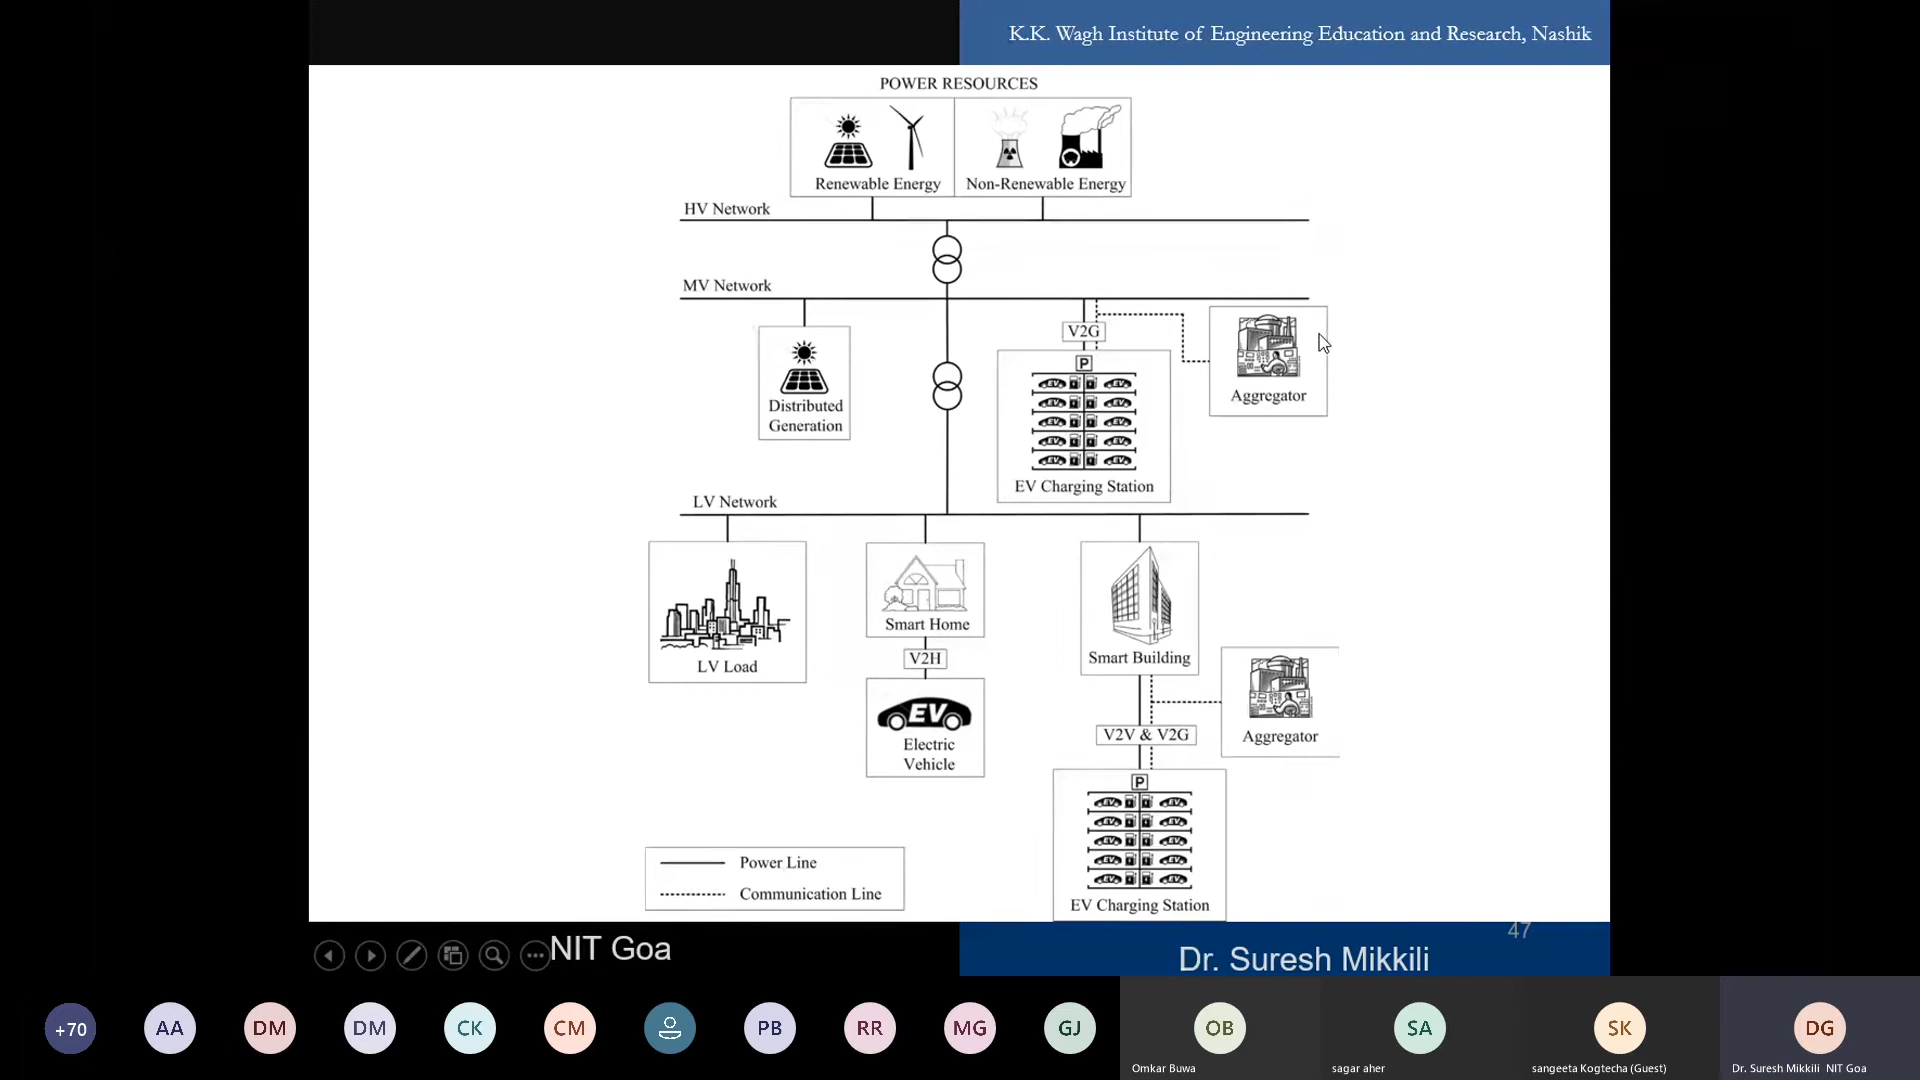 K.K. Wagh Institute of Engineering Education and Research, Nashik
POWER RESOURCES
Renewable Energy
Non-Renewable Energy
HV Network
MV Network
V2G
P
Distributed
Generation
EV Charging Station
Aggregator
LV Network
LV Load
Smart Home
V2H
EV
Electric
Vehicle
Smart Building
V2V & V2G
Aggregator
P
EV Charging Station
Power Line
Communication Line
47
NIT Goa
Dr. Suresh Mikkili
+70
AA
DM
DM
CK
CM
PB
RR
MG
GJ
OB
Omkar Buwa
SA
sagar aher
SK
sangeeta Kogtecha (Guest)
DG
Dr. Suresh Mikkili NIT Goa